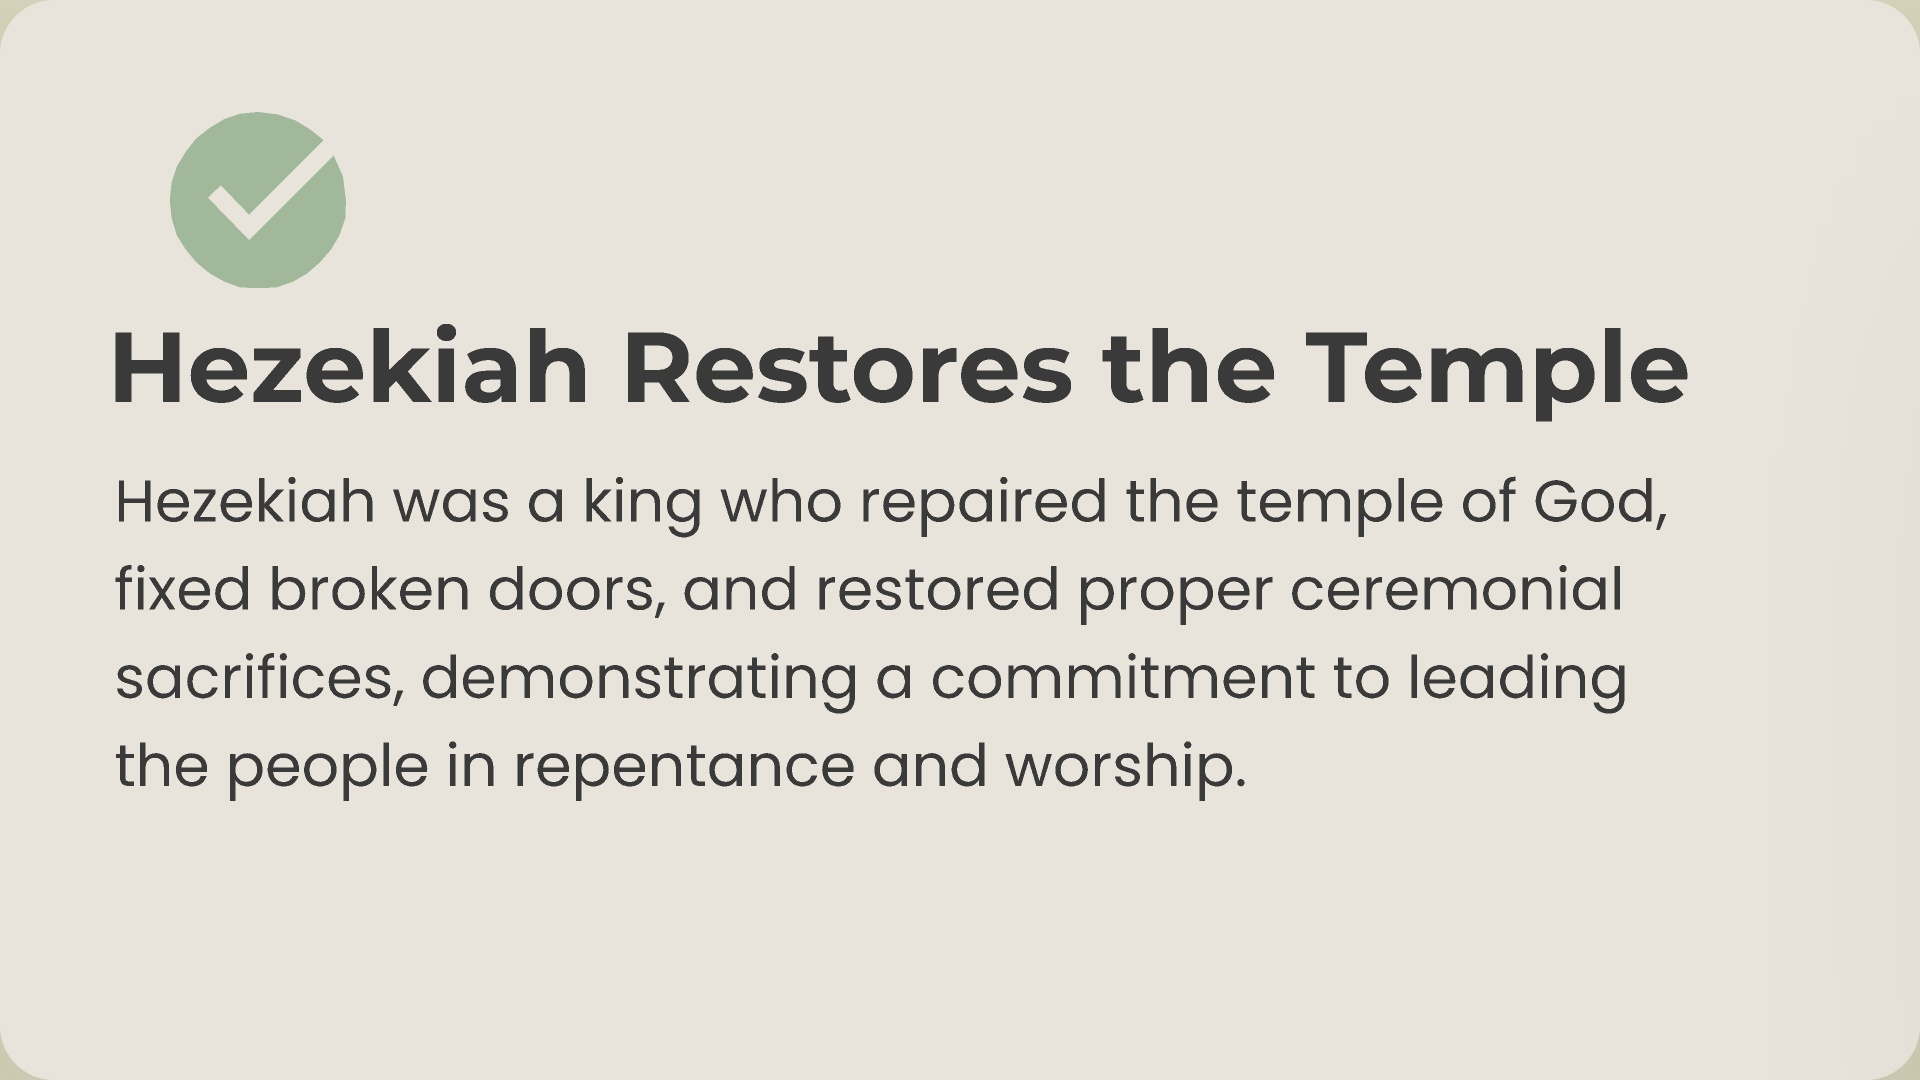 Hezekiah Restores the Temple
Hezekiah was a king who repaired the temple of God,
fixed broken doors, and restored proper ceremonial
sacrifices, demonstrating a commitment to leading
the people in repentance and worship.